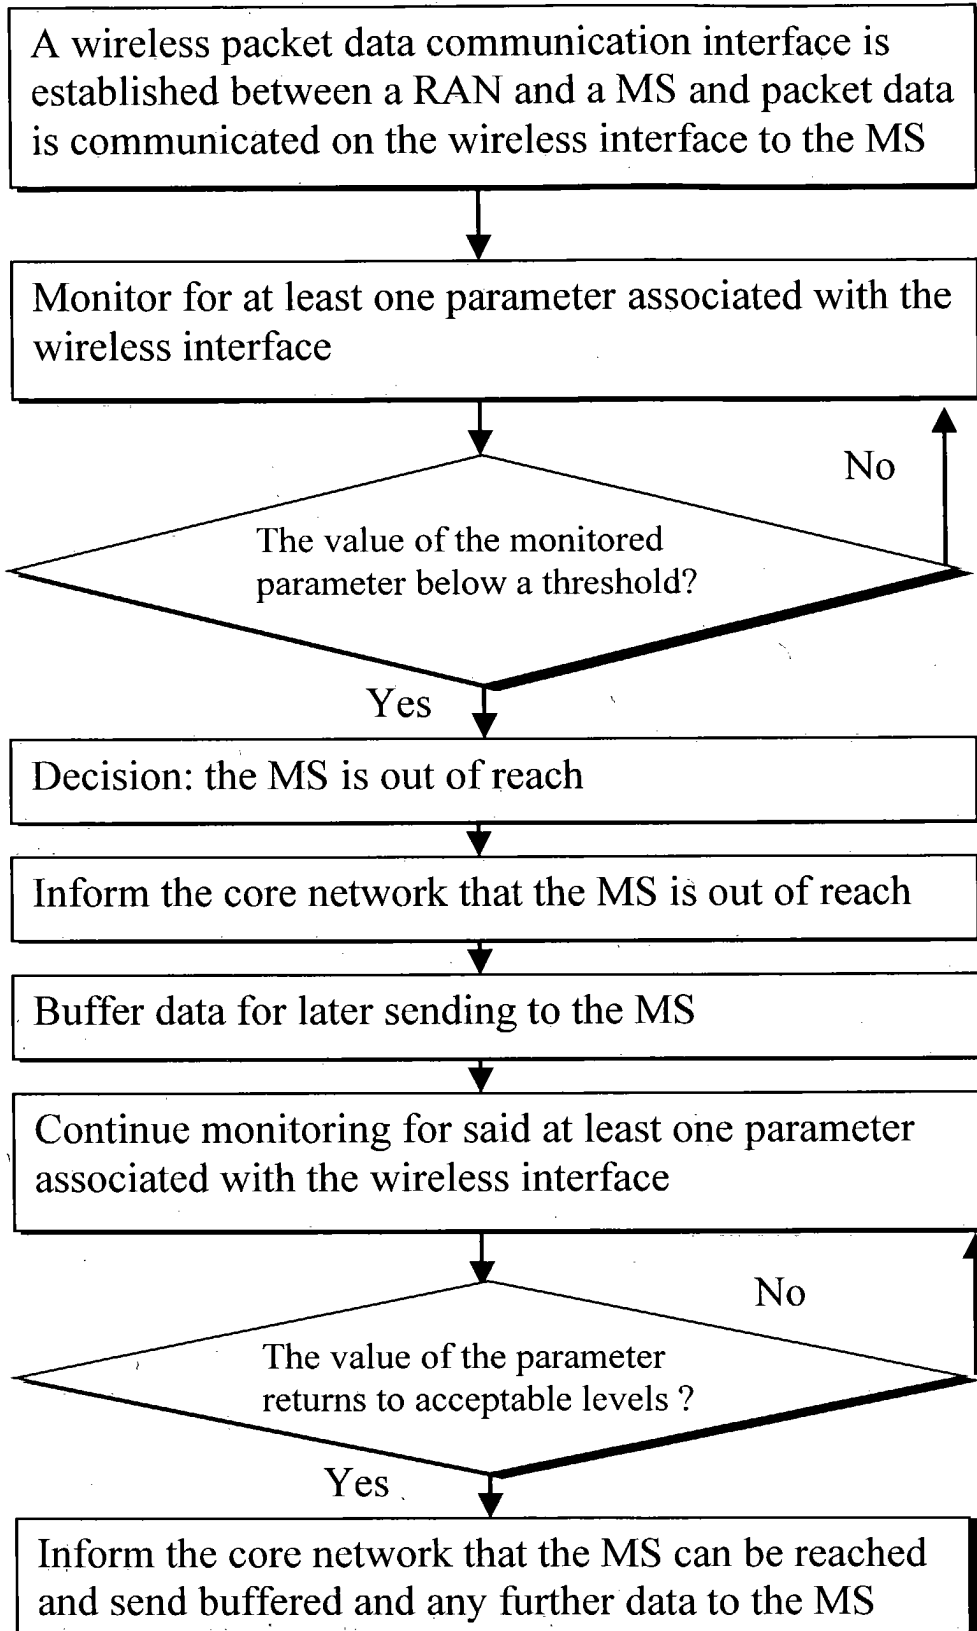 A wireless packet data communication interface is
established between a RAN and a MS and packet data
is communicated on the wireless interface to the MS
Monitor for at least one parameter associated with the
wireless interface
No
The value of the monitored
parameter below a threshold?
Yes
Decision: the MS is out of reach
Inform the core network that the MS is out of reach
Buffer data for later sending to the MS
Continue monitoring for said at least one parameter
associated with the wireless interface
No
The value of the parameter
returns to acceptable levels ?
Yes
Inform the core network that the MS can be reached
and send buffered and any further data to the MS